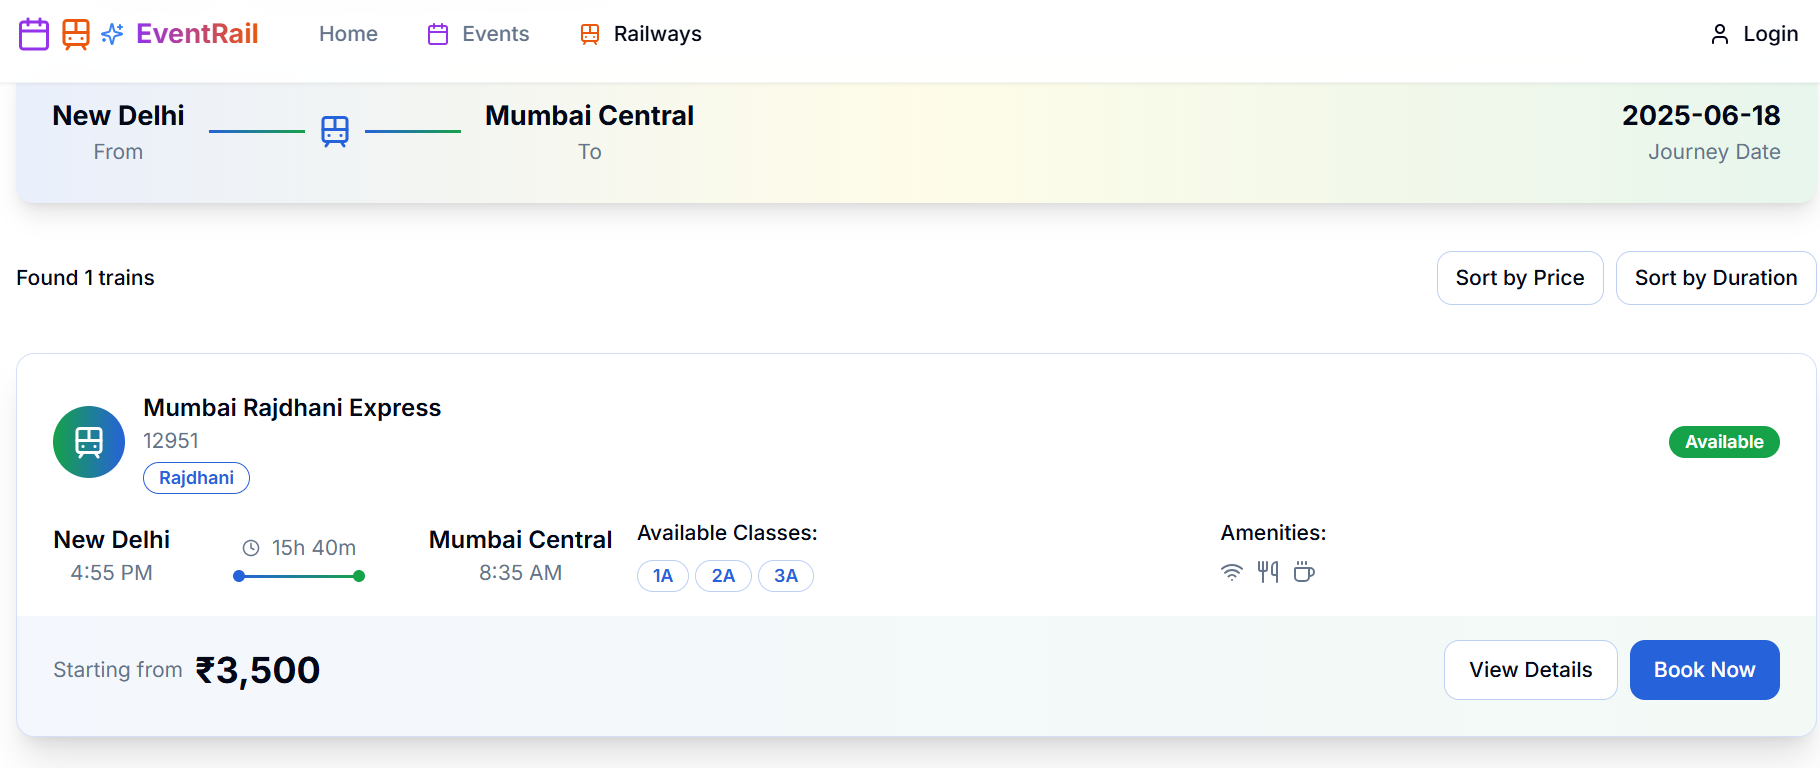 EventRail Home Events Railways Login
New Delhi
From
Mumbai Central
To
2025-06-18
Journey Date
Found 1 trains
Sort by Price Sort by Duration
Mumbai Rajdhani Express
12951
Rajdhani
Available
New Delhi
4:55 PM
15h 40m
Mumbai Central
8:35 AM
Available Classes:
1A 2A 3A
Amenities:
Starting from ₹3,500
View Details Book Now